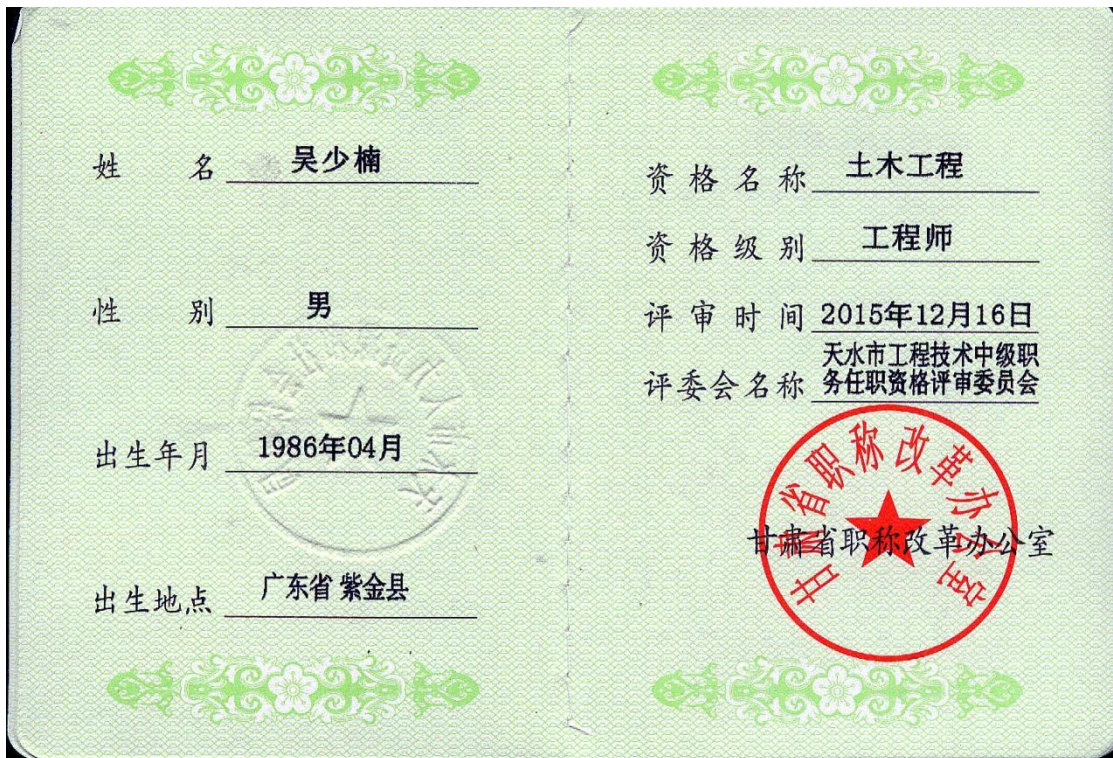 姓名 吴少楠
性别 男
出生年月 1986年04月
出生地点 广东省 紫金县
资格名称 土木工程
资格级别 工程师
评审时间 2015年12月16日
天水市工程技术中级职
评委会名称 务任职资格评审委员会
甘肃省职称改革办公室
甘肃省职称改革办公室